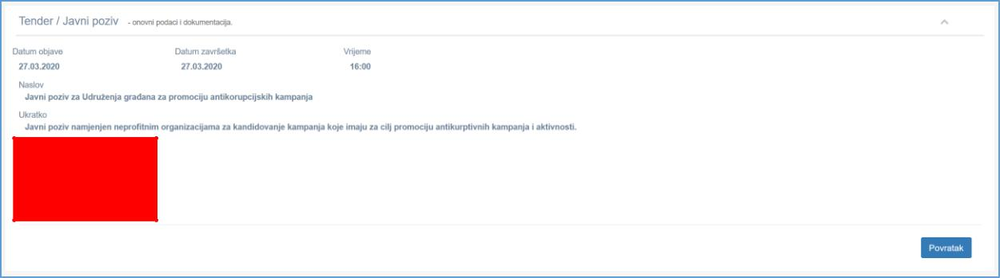 Tender / Javni poziv - onovni podaci i dokumentacija.
Datum objave Datum završetka Vrijeme
27.03.2020 27.03.2020 16:00
Naslov
Javni poziv za Udruženja građana za promociju antikorupcijskih kampanja
Ukratko
Javni poziv namjenjen neprofitnim organizacijama za kandidovanje kampanja koje imaju za cilj promociju antikurptivnih kampanja i aktivnosti.
Povratak